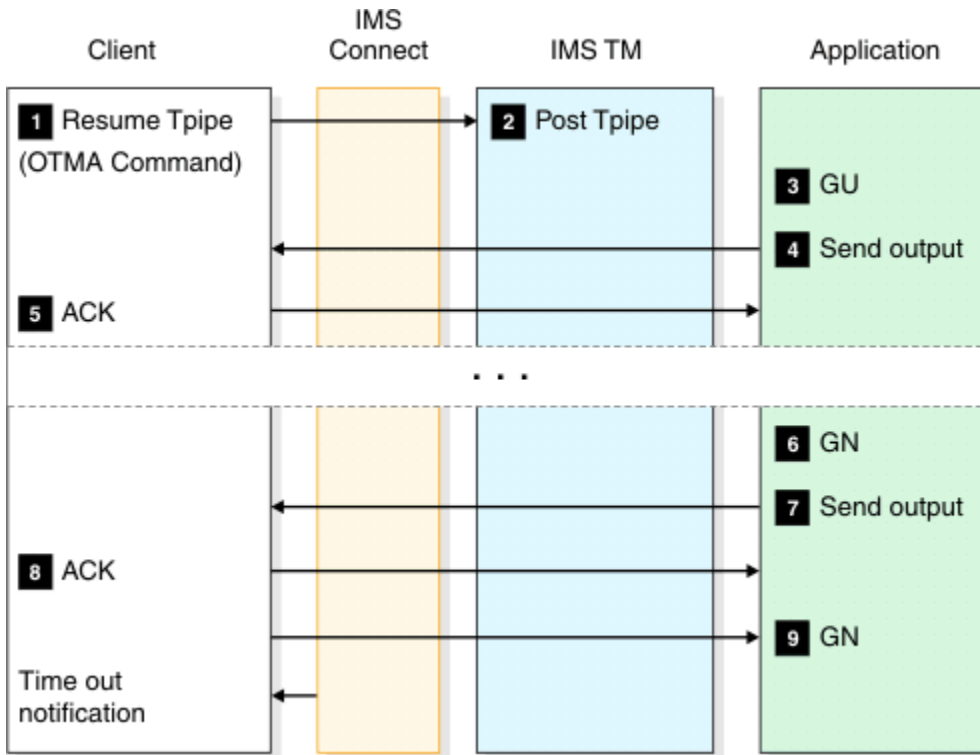 Client
IMS
Connect
IMS TM
Application
1 Resume Tpipe
(OTMA Command)
2 Post Tpipe
3 GU
4 Send output
5 ACK
. . .
6 GN
7 Send output
8 ACK
9 GN
Time out
notification